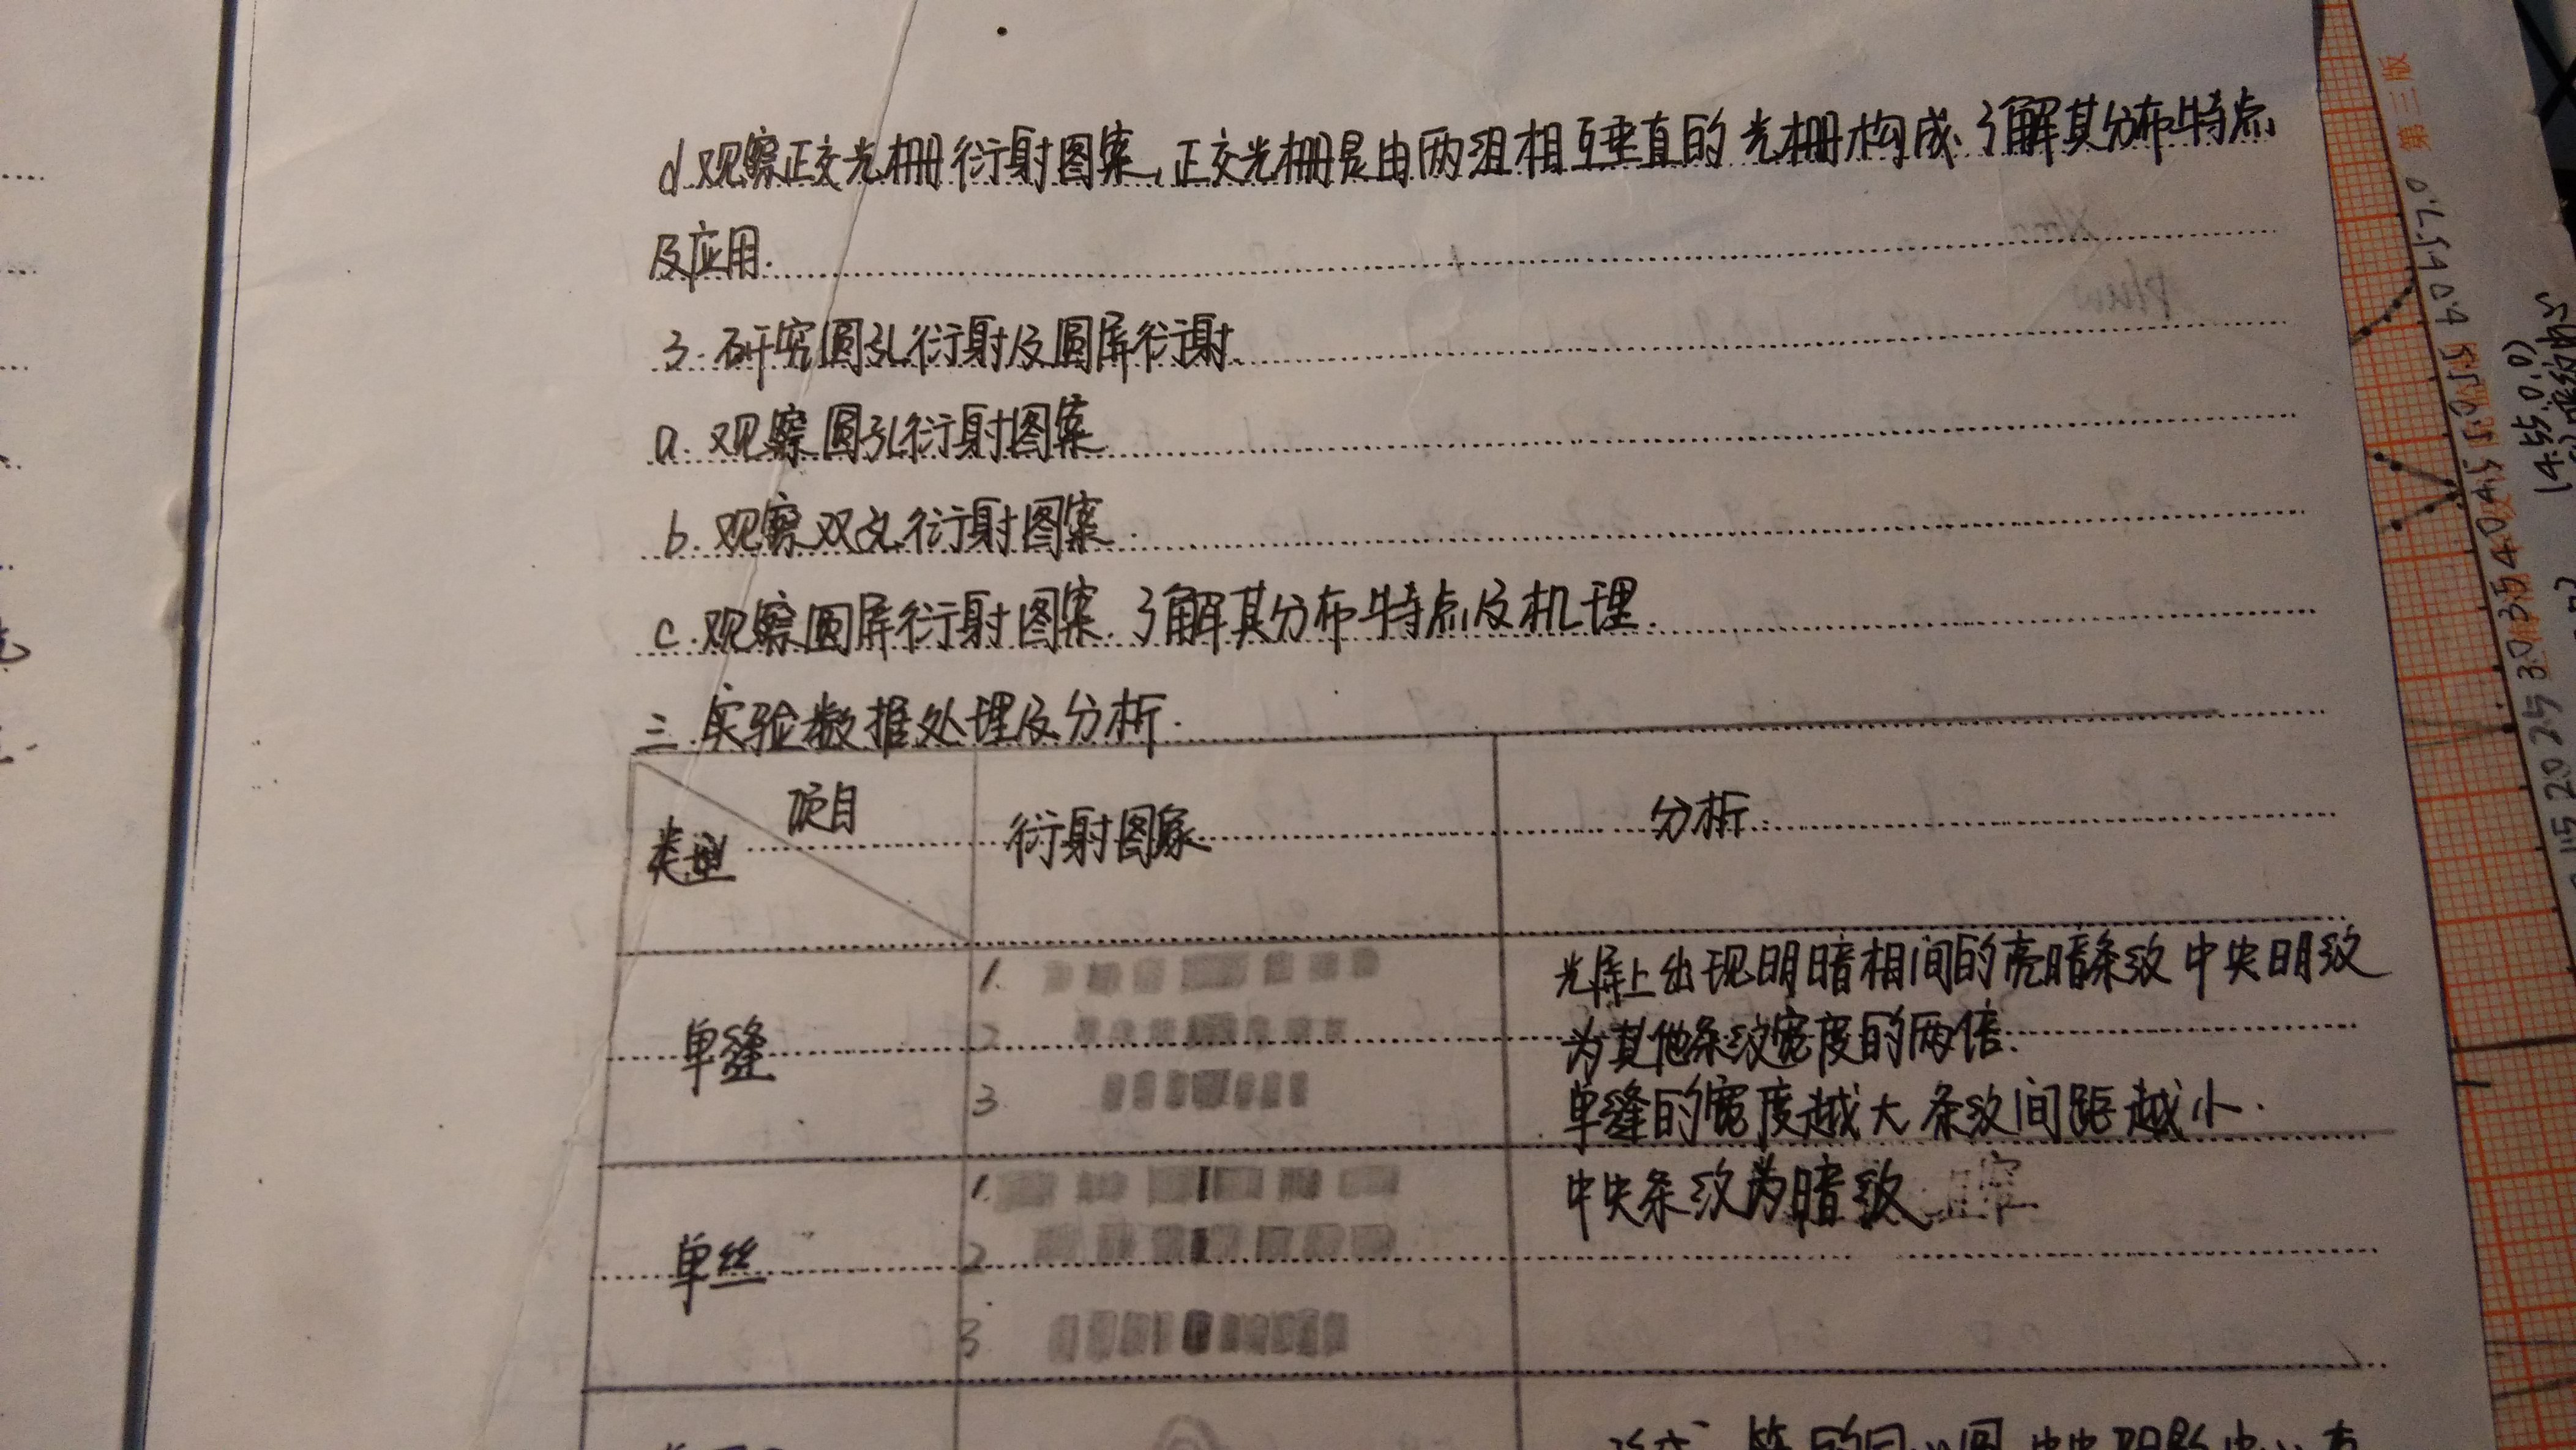 d.观察正交光栅衍射图案,正交光栅是由两组相互垂直的光栅构成.了解其分布特点
及应用.
3.研究圆孔衍射及圆屏衍射.
a.观察圆孔衍射图案
b.观察双孔衍射图案.
c.观察圆屏衍射图案.了解其分布特点及机理.
三.实验数据处理及分析.
项目
类型
衍射图象
分析.
单缝
1.
2
3
光屏上出现明暗相间的亮暗条纹 中央明纹
为其他条纹宽度的两倍.
单缝的宽度越大 条纹间距越小.
单丝
1.
2
3
中央条纹为暗纹
第三版